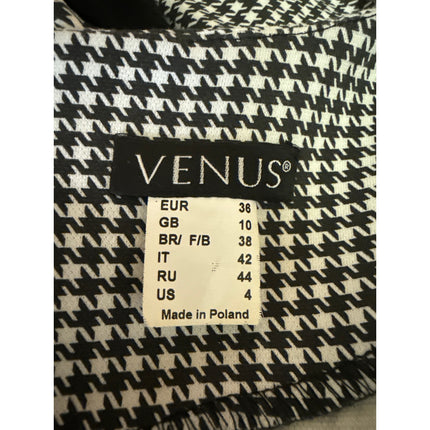 VENUS®
EUR 36
GB 10
BR/ F/B 38
IT 42
RU 44
US 4
Made in Poland